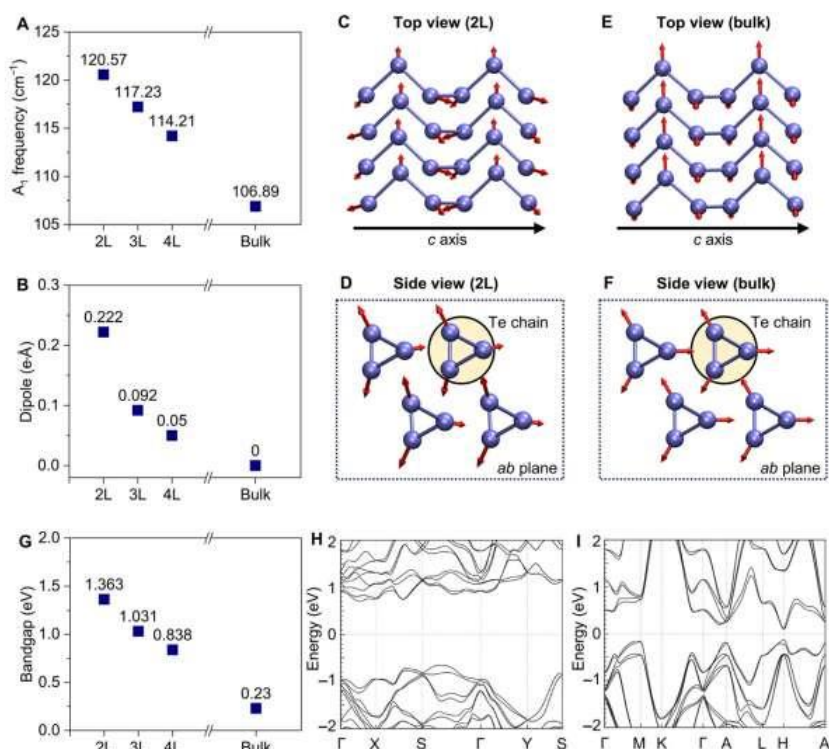 A
A₁ frequency (cm⁻¹)
125
120
115
110
105
120.57
117.23
114.21
106.89
2L 3L 4L Bulk
B
Dipole (e·Å)
0.3
0.2
0.1
0.0
0.222
0.092
0.05
0
2L 3L 4L Bulk
C Top view (2L)
c axis
D Side view (2L)
Te chain
ab plane
E Top view (bulk)
c axis
F Side view (bulk)
Te chain
ab plane
G
Bandgap (eV)
2.0
1.5
1.0
0.5
0.0
1.363
1.031
0.838
0.23
2L 3L 4L Bulk
H
Energy (eV)
2
1
0
−1
−2
Γ X S Γ Y S
I
Energy (eV)
2
1
0
−1
−2
Γ M K Γ A L H A